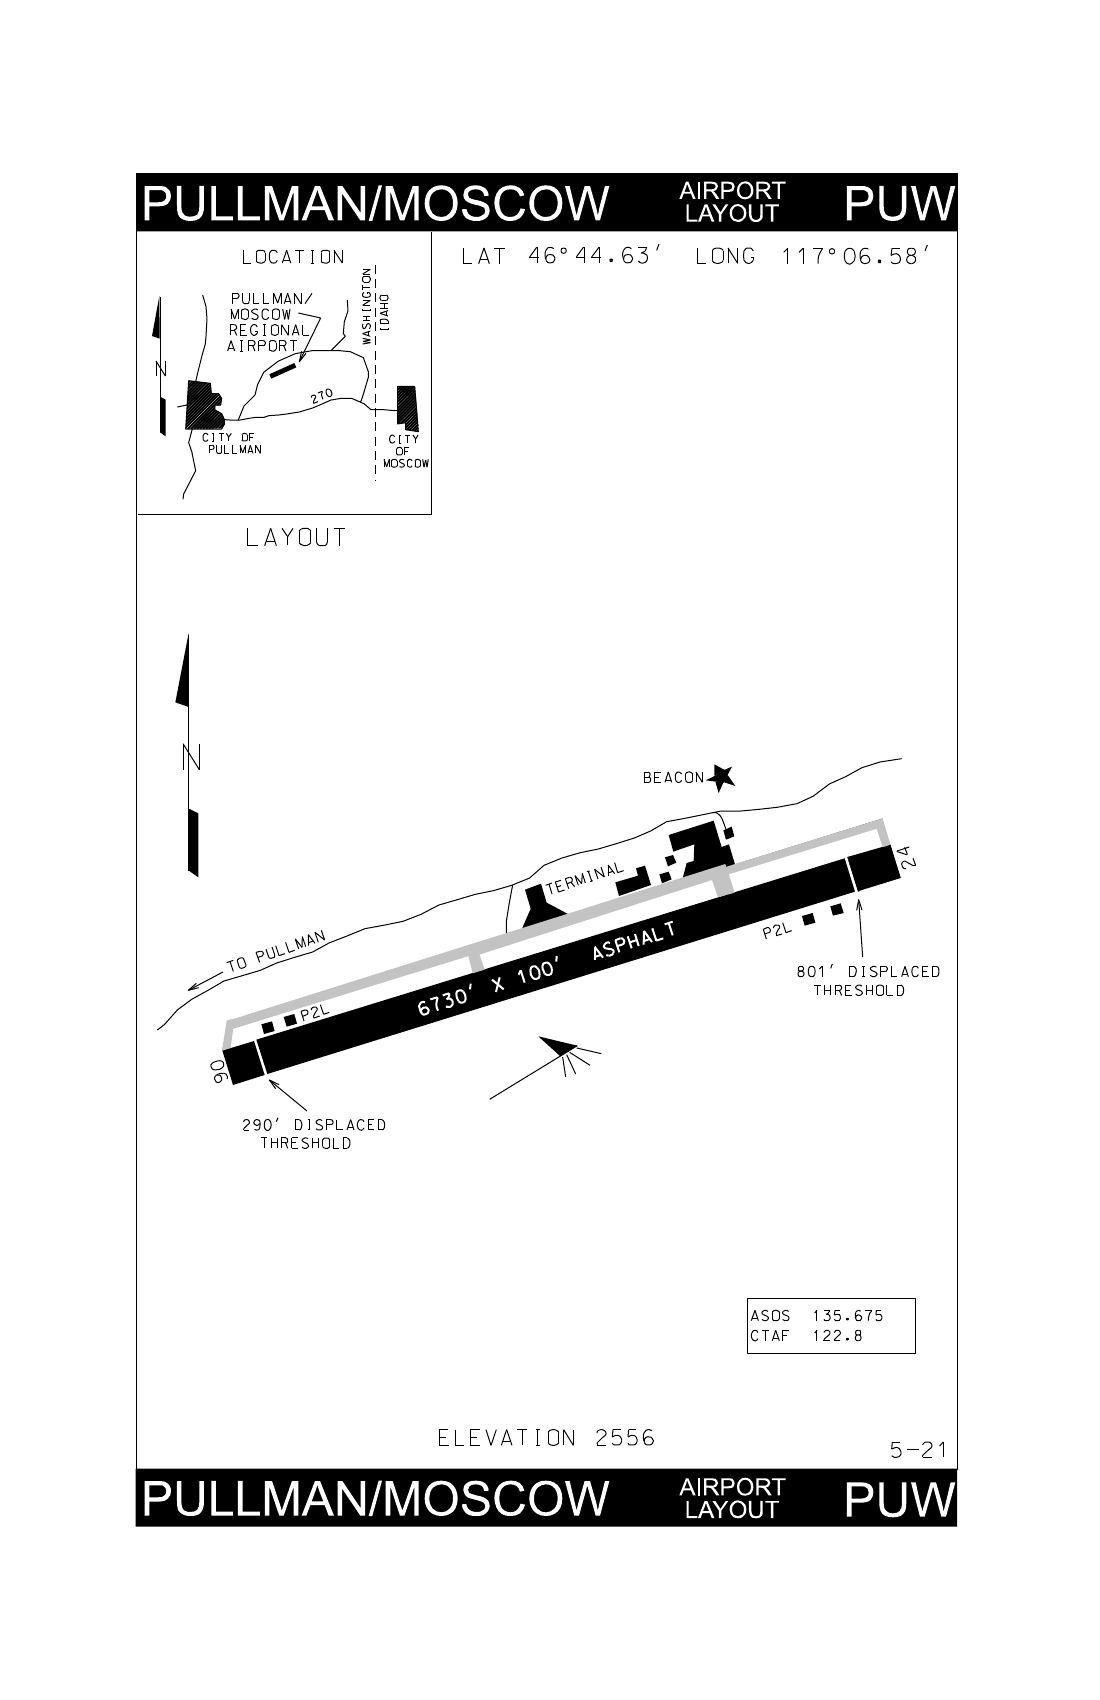 PULLMAN/MOSCOW AIRPORT LAYOUT PUW
LOCATION
LAT 46°44.63′ LONG 117°06.58′
PULLMAN/
MOSCOW
REGIONAL
AIRPORT
WASHINGTON
IDAHO
N
270
CITY OF
PULLMAN
CITY
OF
MOSCOW
LAYOUT
N
BEACON
24
TERMINAL
TO PULLMAN
6730′ X 100′ ASPHALT
P2L
801′ DISPLACED
THRESHOLD
P2L
06
290′ DISPLACED
THRESHOLD
ASOS 135.675
CTAF 122.8
ELEVATION 2556
5-21
PULLMAN/MOSCOW AIRPORT LAYOUT PUW